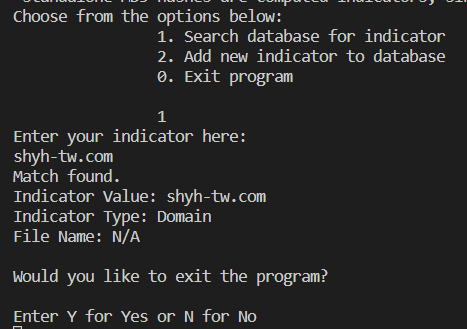 Choose from the options below:
1. Search database for indicator
2. Add new indicator to database
0. Exit program
1
Enter your indicator here:
shyh-tw.com
Match found.
Indicator Value: shyh-tw.com
Indicator Type: Domain
File Name: N/A
Would you like to exit the program?
Enter Y for Yes or N for No